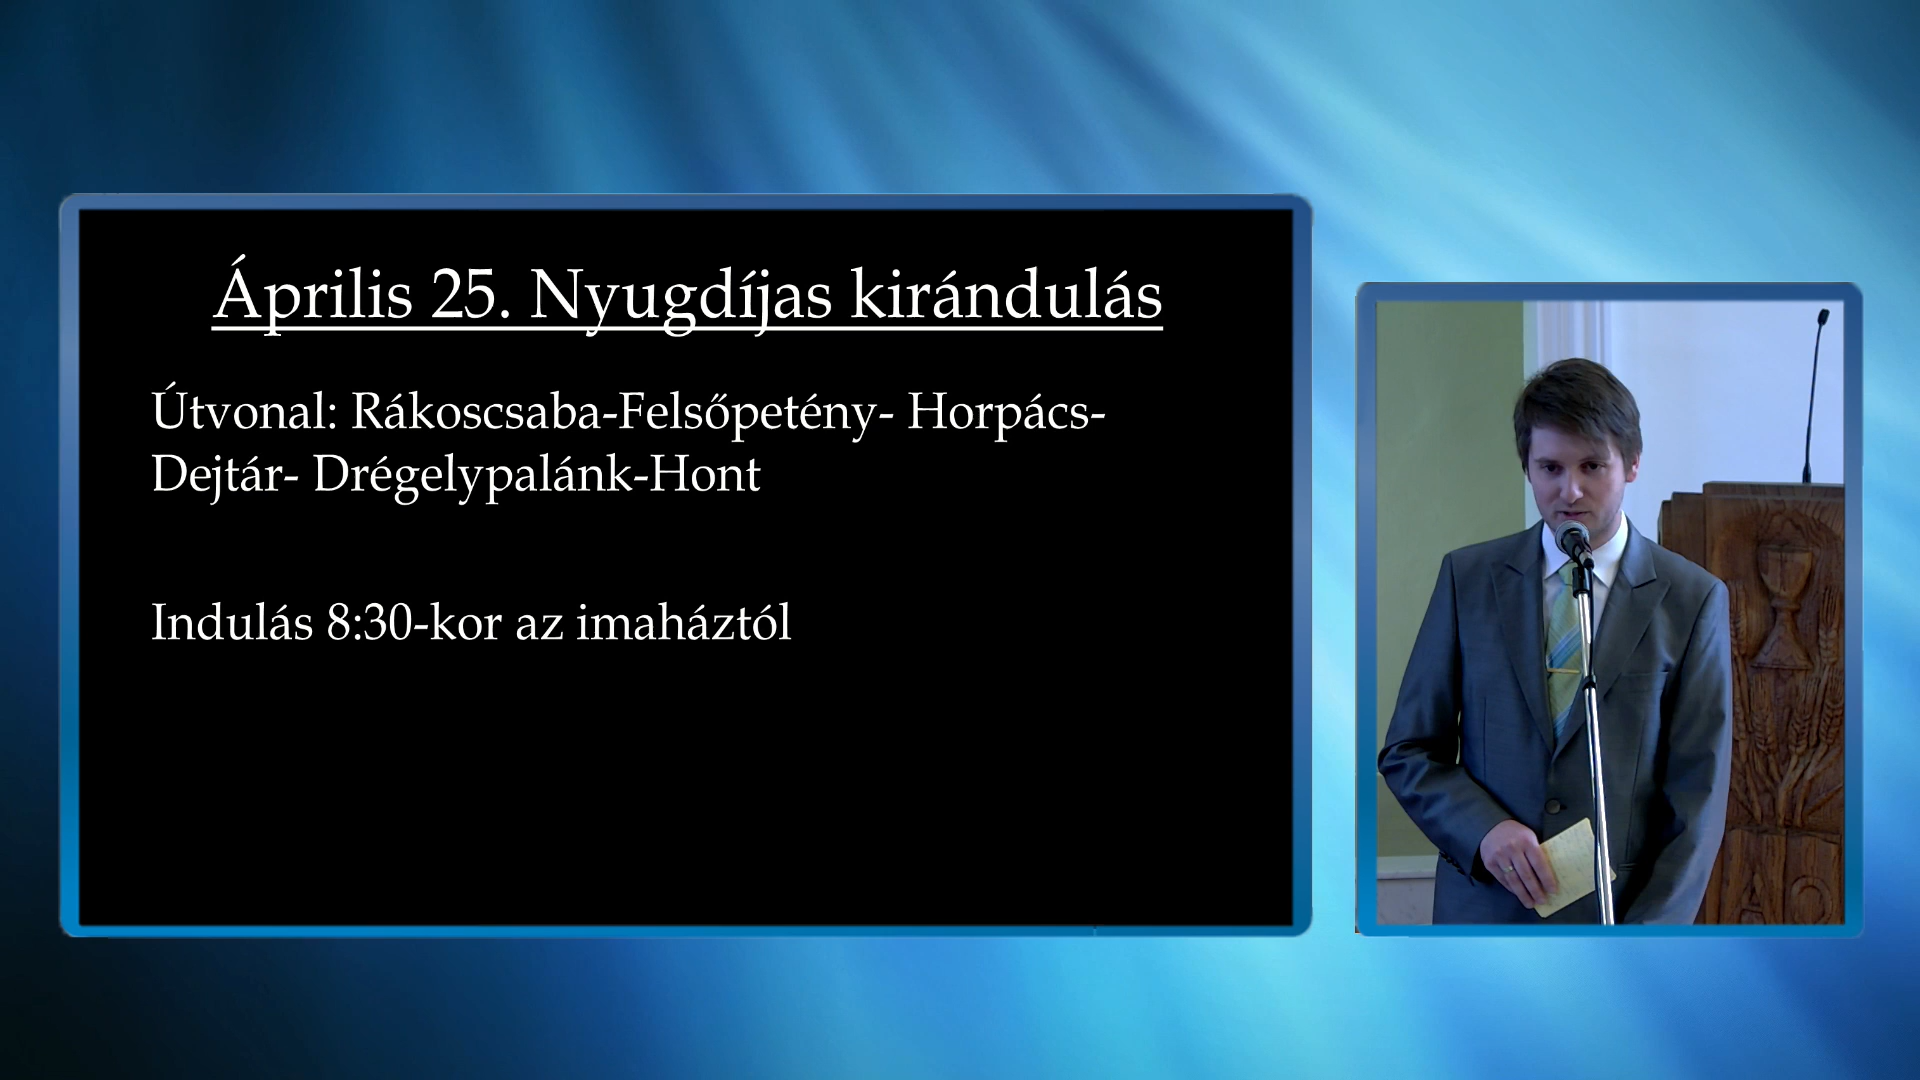 Április 25. Nyugdíjas kirándulás
Útvonal: Rákoscsaba-Felsőpetény- Horpács-
Dejtár- Drégelypalánk-Hont
Indulás 8:30-kor az imaháztól